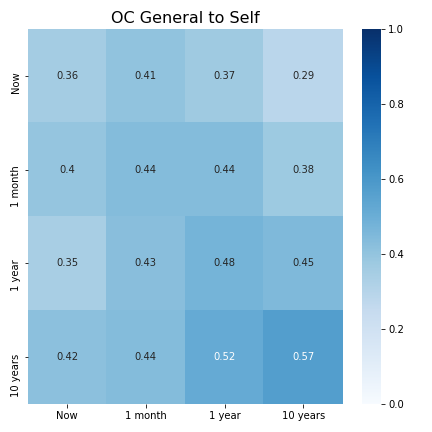 OC General to Self
Now 0.36 0.41 0.37 0.29
1 month 0.4 0.44 0.44 0.38
1 year 0.35 0.43 0.48 0.45
10 years 0.42 0.44 0.52 0.57
Now 1 month 1 year 10 years
1.0
0.8
0.6
0.4
0.2
0.0